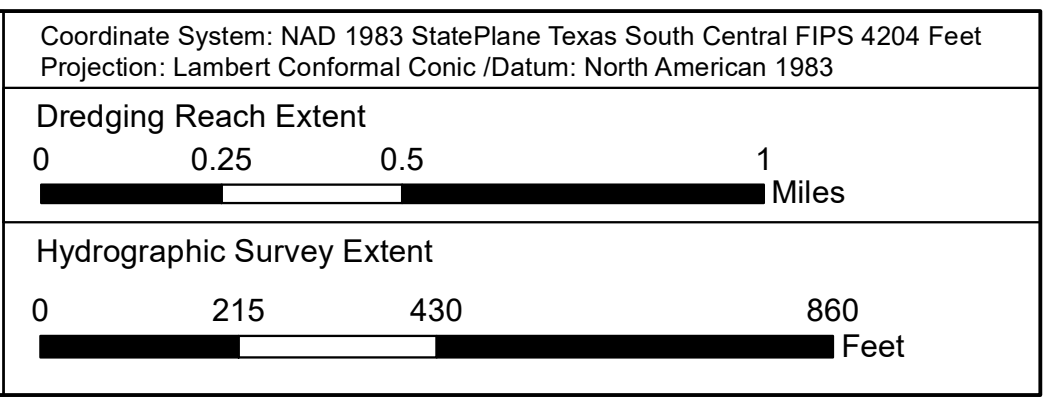 Coordinate System: NAD 1983 StatePlane Texas South Central FIPS 4204 Feet
Projection: Lambert Conformal Conic /Datum: North American 1983
Dredging Reach Extent
0 0.25 0.5 1
Miles
Hydrographic Survey Extent
0 215 430 860
Feet